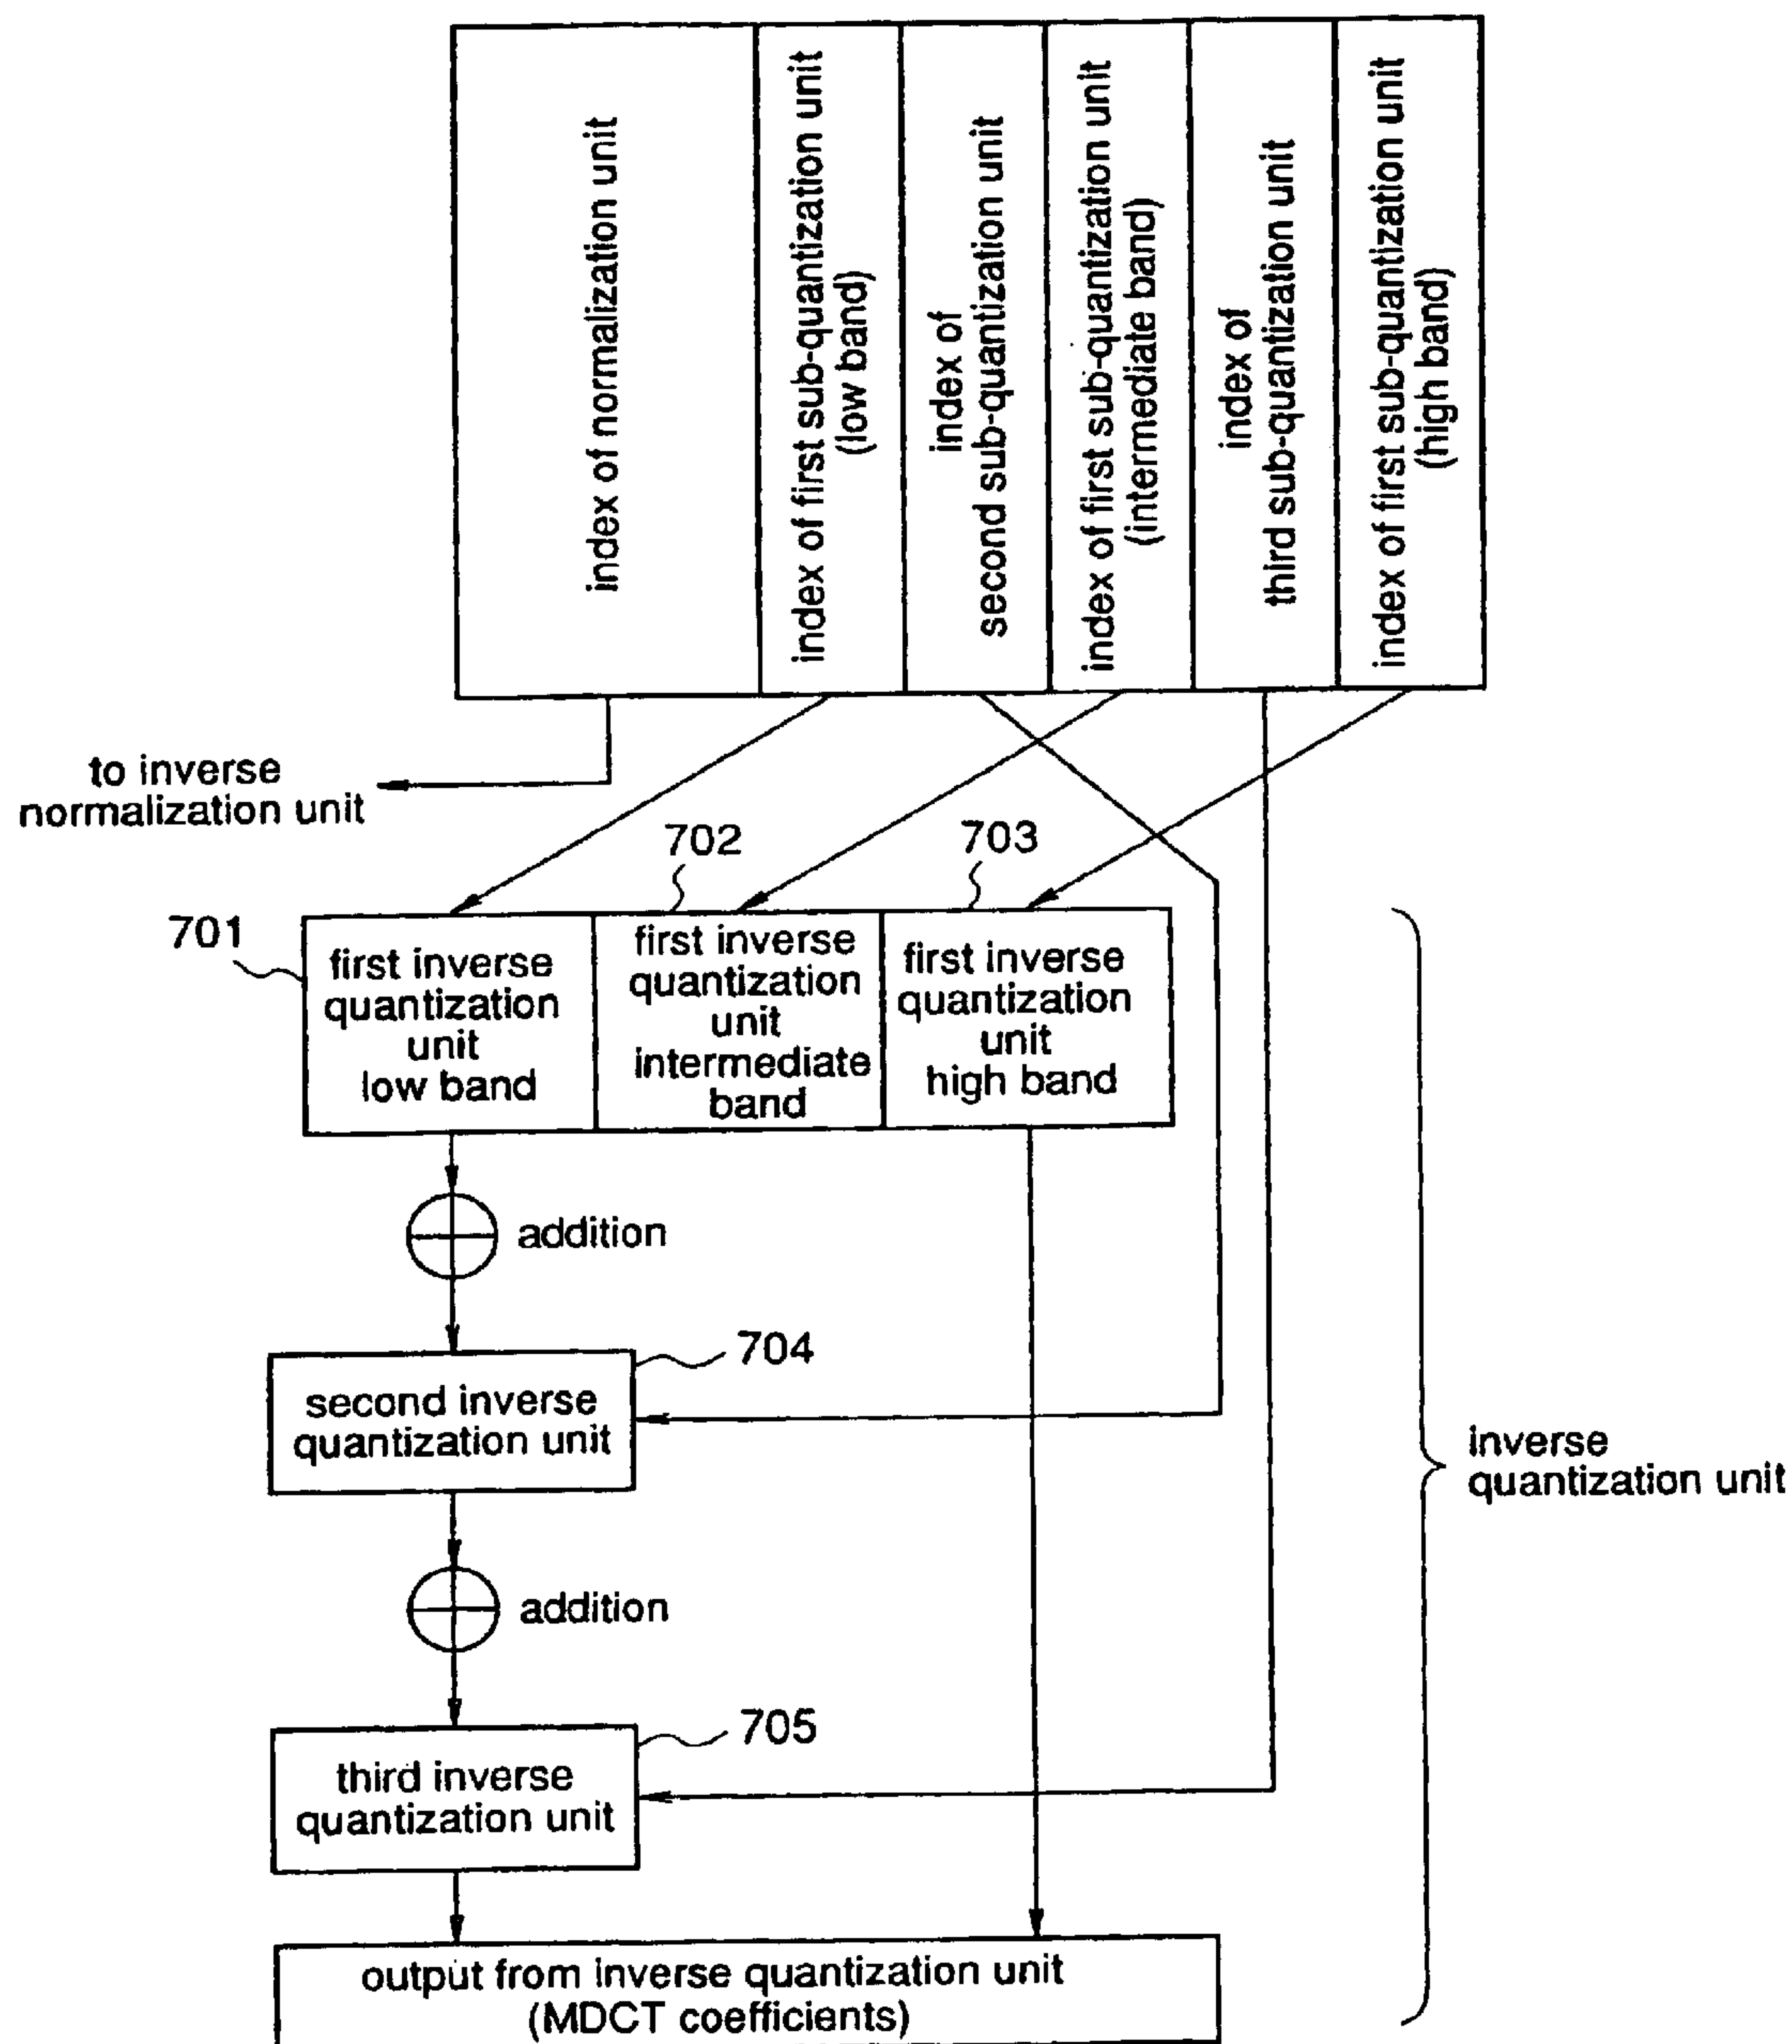 index of normalization unit
index of first sub-quantization unit
(low band)
index of
second sub-quantization unit
index of first sub-quantization unit
(intermediate band)
index of
third sub-quantization unit
index of first sub-quantization unit
(high band)
to inverse
normalization unit
702
703
701
first inverse
quantization
unit
low band
first inverse
quantization
unit
intermediate
band
first inverse
quantization
unit
high band
addition
704
second inverse
quantization unit
inverse
quantization unit
addition
705
third inverse
quantization unit
output from inverse quantization unit
(MDCT coefficients)